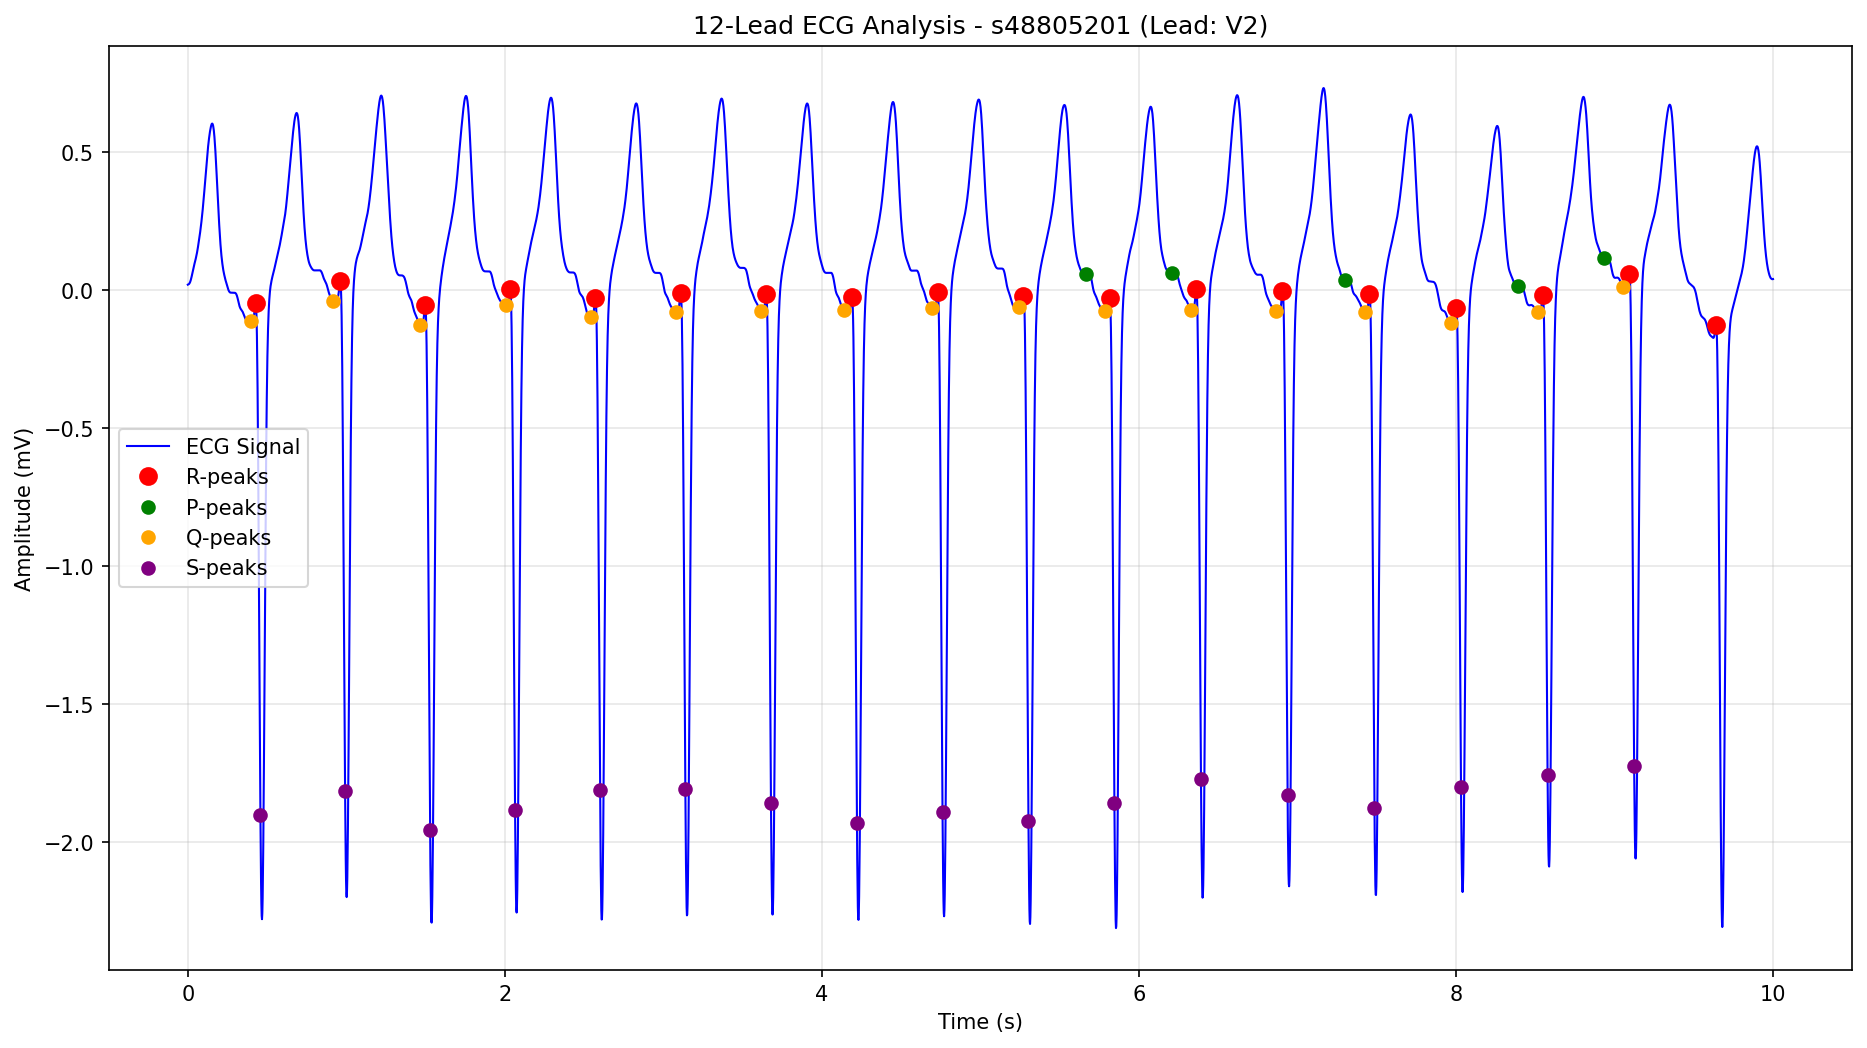 12-Lead ECG Analysis - s48805201 (Lead: V2)
Amplitude (mV)
0.5
0.0
−0.5
−1.0
−1.5
−2.0
ECG Signal
R-peaks
P-peaks
Q-peaks
S-peaks
0 2 4 6 8 10
Time (s)